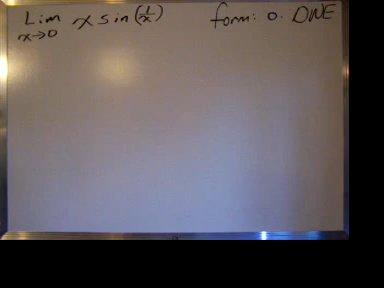 Lim x sin(1/x) form: 0 · DNE
x→0